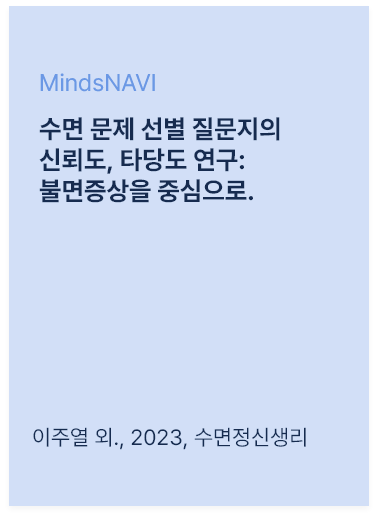 MindsNAVI
수면 문제 선별 질문지의
신뢰도, 타당도 연구:
불면증상을 중심으로.
이주열 외., 2023, 수면정신생리